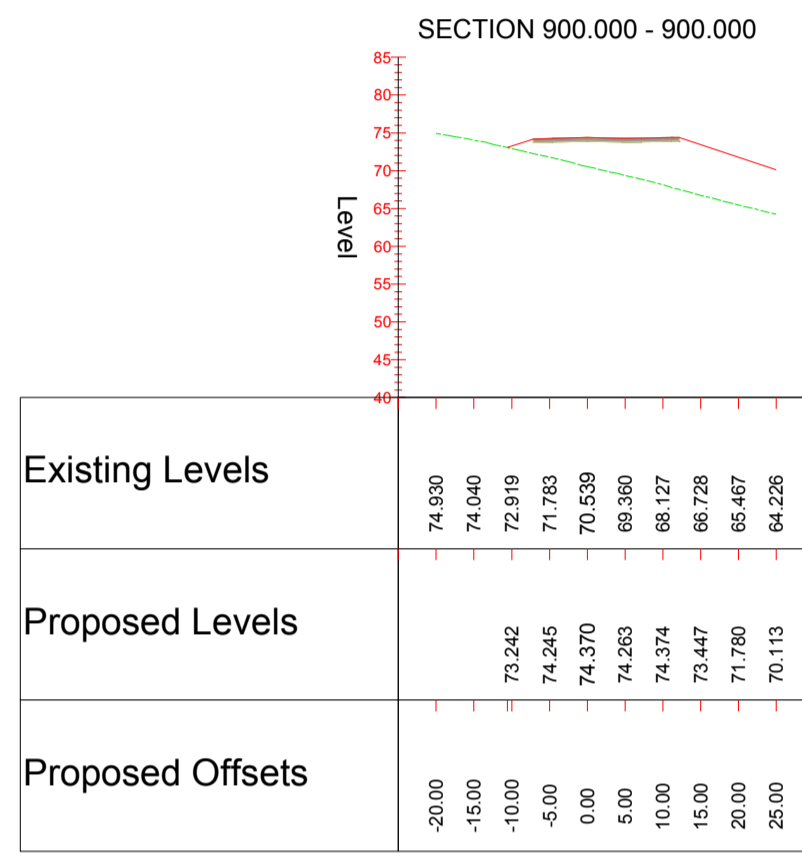 SECTION 900.000 - 900.000
85
80
75
70
65
60
55
50
45
40
Level
Existing Levels
74.930 74.040 72.919 71.783 70.539 69.360 68.127 66.728 65.467 64.226
Proposed Levels
73.242 74.245 74.370 74.263 74.374 73.447 71.780 70.113
Proposed Offsets
-20.00 -15.00 -10.00 -5.00 0.00 5.00 10.00 15.00 20.00 25.00